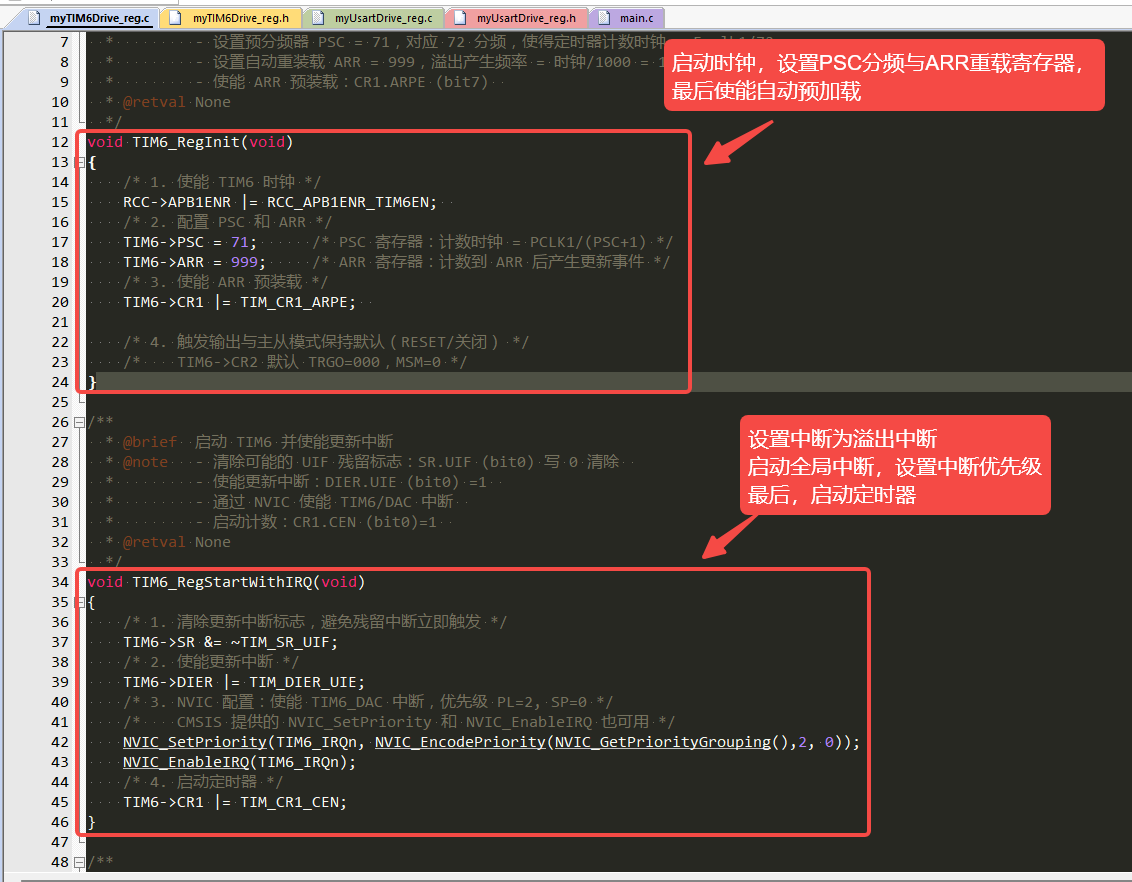 myTIM6Drive_reg.c myTIM6Drive_reg.h myUsartDrive_reg.c myUsartDrive_reg.h main.c
7 * - 设置预分频器 PSC = 71，对应 72 分频，使得定时器计数时钟
8 * - 设置自动重装载 ARR = 999，溢出产生频率 = 时钟/1000 =
9 * - 使能 ARR 预装载：CR1.ARPE (bit7)
10 * @retval None
11 */
启动时钟，设置PSC分频与ARR重载寄存器，
最后使能自动预加载
12 void TIM6_RegInit(void)
13 {
14 /* 1. 使能 TIM6 时钟 */
15 RCC->APB1ENR |= RCC_APB1ENR_TIM6EN;
16 /* 2. 配置 PSC 和 ARR */
17 TIM6->PSC = 71; /* PSC 寄存器：计数时钟 = PCLK1/(PSC+1) */
18 TIM6->ARR = 999; /* ARR 寄存器：计数到 ARR 后产生更新事件 */
19 /* 3. 使能 ARR 预装载 */
20 TIM6->CR1 |= TIM_CR1_ARPE;
21
22 /* 4. 触发输出与主从模式保持默认（RESET/关闭） */
23 /* TIM6->CR2 默认 TRGO=000，MSM=0 */
24 }
25
26 /**
27 * @brief 启动 TIM6 并使能更新中断
28 * @note - 清除可能的 UIF 残留标志：SR.UIF (bit0) 写 0 清除
29 * - 使能更新中断：DIER.UIE (bit0) =1
30 * - 通过 NVIC 使能 TIM6/DAC 中断
31 * - 启动计数：CR1.CEN (bit0)=1
32 * @retval None
33 */
设置中断为溢出中断
启动全局中断，设置中断优先级
最后，启动定时器
34 void TIM6_RegStartWithIRQ(void)
35 {
36 /* 1. 清除更新中断标志，避免残留中断立即触发 */
37 TIM6->SR &= ~TIM_SR_UIF;
38 /* 2. 使能更新中断 */
39 TIM6->DIER |= TIM_DIER_UIE;
40 /* 3. NVIC 配置：使能 TIM6_DAC 中断，优先级 PL=2, SP=0 */
41 /* CMSIS 提供的 NVIC_SetPriority 和 NVIC_EnableIRQ 也可用 */
42 NVIC_SetPriority(TIM6_IRQn, NVIC_EncodePriority(NVIC_GetPriorityGrouping(),2, 0));
43 NVIC_EnableIRQ(TIM6_IRQn);
44 /* 4. 启动定时器 */
45 TIM6->CR1 |= TIM_CR1_CEN;
46 }
47
48 /**